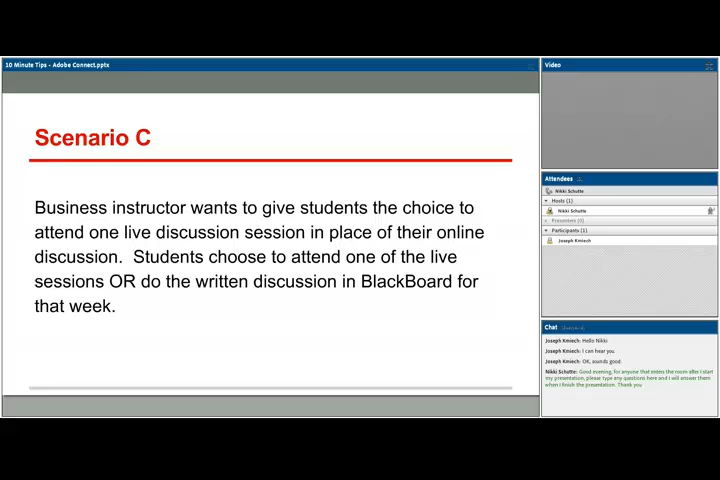 10 Minute Tips - Adobe Connect.pptx
Scenario C
Business instructor wants to give students the choice to
attend one live discussion session in place of their online
discussion.  Students choose to attend one of the live
sessions OR do the written discussion in BlackBoard for
that week.
Video
Attendees
Nikki Schutte
Hosts (1)
Nikki Schutte
Presenters (0)
Participants (1)
Joseph Kmiech
Chat
Joseph Kmiech: Hello Nikki
Joseph Kmiech: I can hear you.
Joseph Kmiech: OK, sounds good.
Nikki Schutte: Good evening, for anyone that enters the room after I start
my presentation, please type any questions here and I will answer them
when I finish the presentation. Thank you